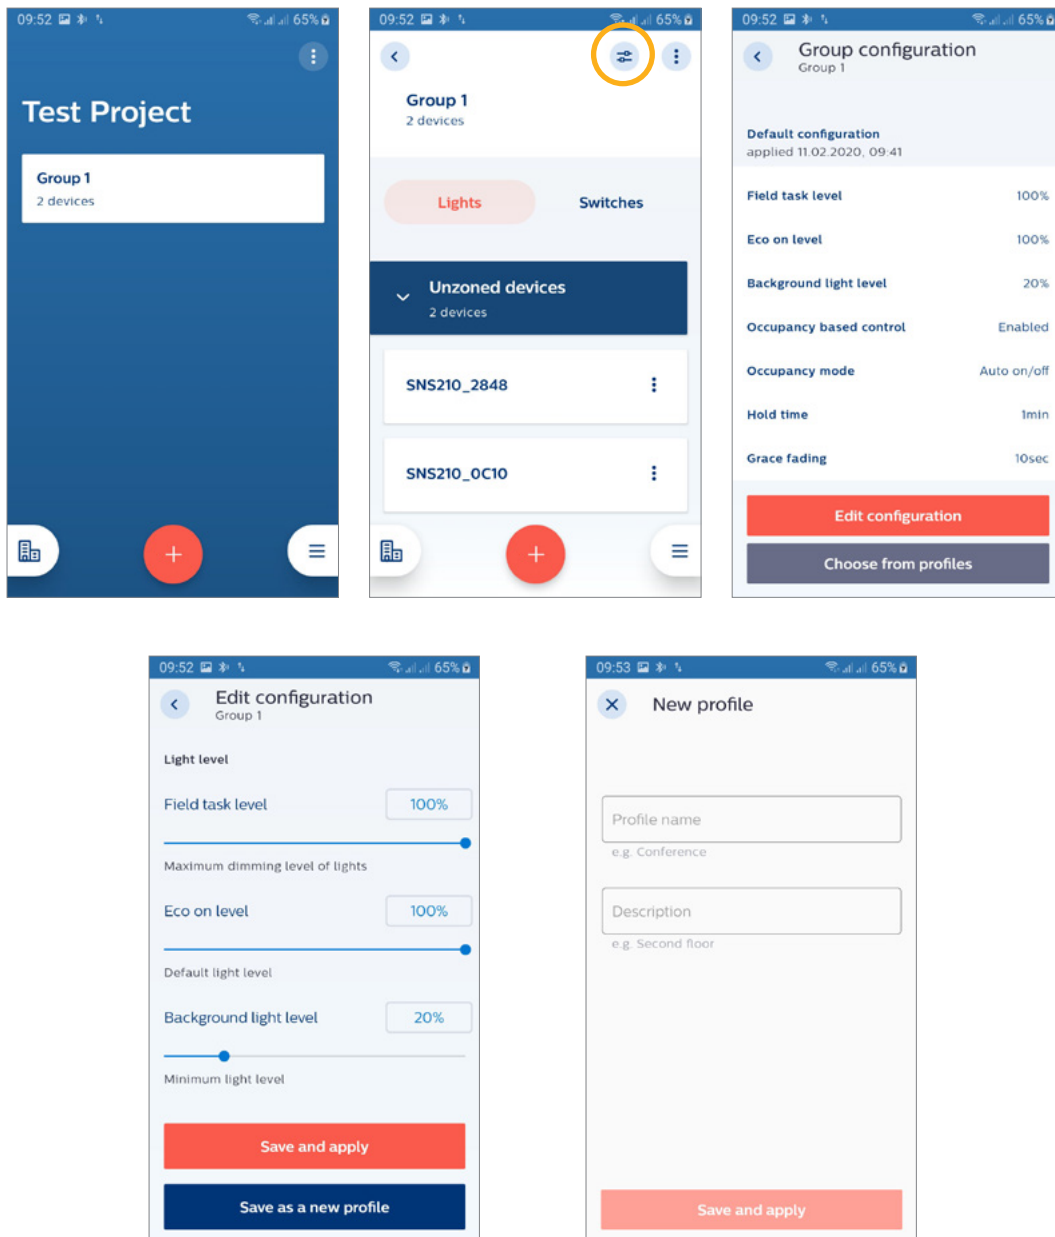 09:52 65%
Test Project
Group 1
2 devices
09:52 65%
Group 1
2 devices
Lights Switches
Unzoned devices
2 devices
SNS210_2848
SNS210_0C10
09:52 65%
Group configuration
Group 1
Default configuration
applied 11.02.2020, 09:41
Field task level 100%
Eco on level 100%
Background light level 20%
Occupancy based control Enabled
Occupancy mode Auto on/off
Hold time 1min
Grace fading 10sec
Edit configuration
Choose from profiles
09:52 65%
Edit configuration
Group 1
Light level
Field task level 100%
Maximum dimming level of lights
Eco on level 100%
Default light level
Background light level 20%
Minimum light level
Save and apply
Save as a new profile
09:53 65%
New profile
Profile name
e.g. Conference
Description
e.g. Second floor
Save and apply